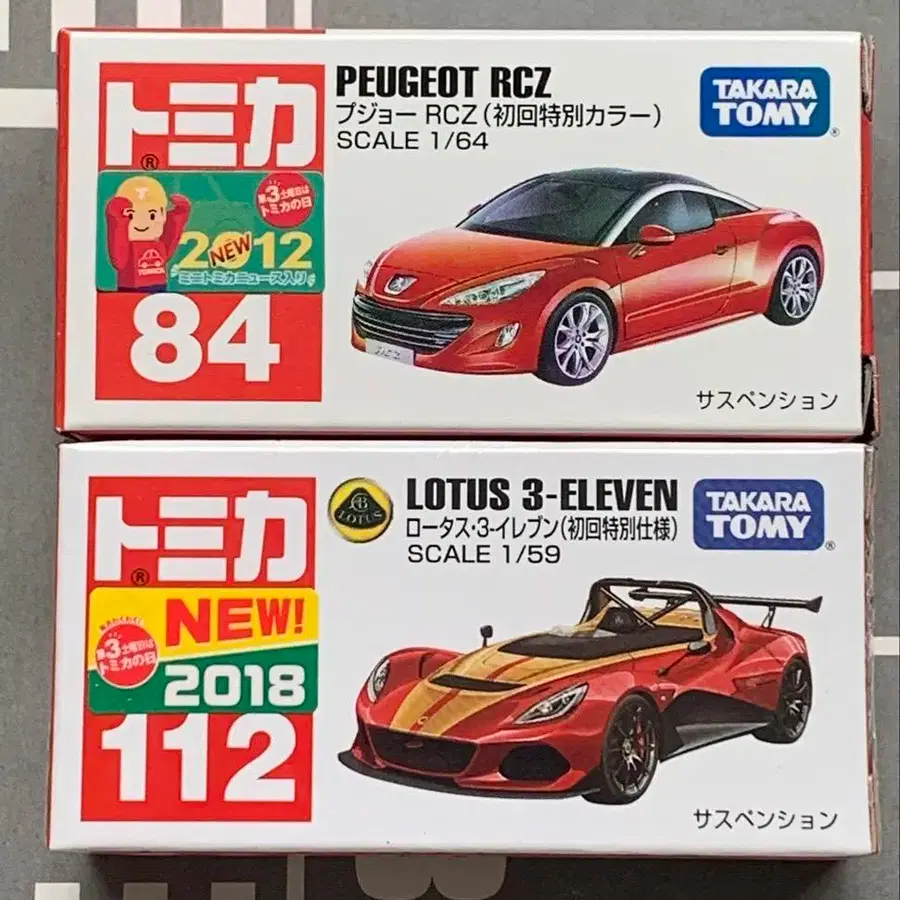 トミカ
®
第3土曜日は
トミカの日
2012
NEW
ミニトミカニュース入り
T
TOMICA
84
PEUGEOT RCZ
プジョー RCZ(初回特別カラー)
SCALE 1/64
TAKARA
TOMY®
RCZ
サスペンション
トミカ
®
第3土曜日は
トミカの日
NEW!
2018
112
LOTUS
LOTUS 3-ELEVEN
ロータス・3-イレブン(初回特別仕様)
SCALE 1/59
TAKARA
TOMY®
サスペンション